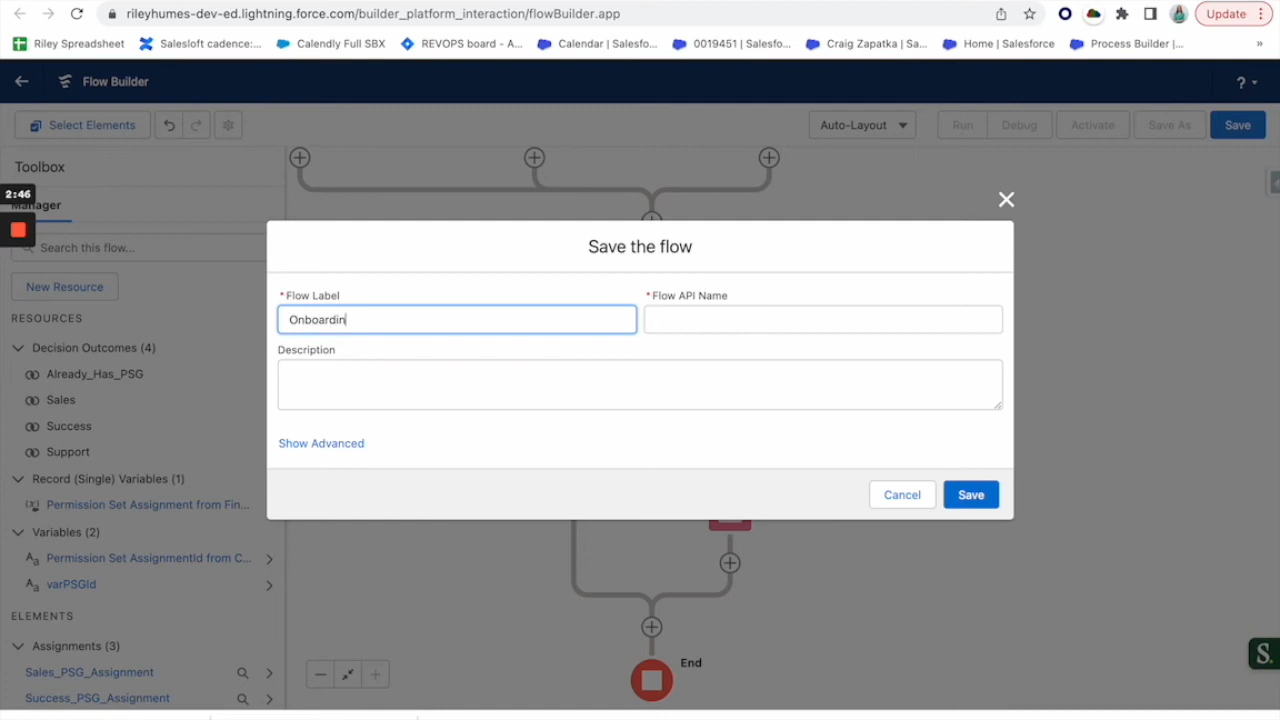 rileyhumes-dev-ed.lightning.force.com/builder_platform_interaction/flowBuilder.app
Update
Riley Spreadsheet
Salesloft cadence:...
Calendly Full SBX
REVOPS board - A...
Calendar | Salesfo...
0019451 | Salesfo...
Craig Zapatka | Sa...
Home | Salesforce
Process Builder |...
»
Flow Builder
?
Select Elements
Auto-Layout
Run
Debug
Activate
Save As
Save
Toolbox
2:46
Manager
Search this flow...
New Resource
RESOURCES
Decision Outcomes (4)
Already_Has_PSG
Sales
Success
Support
Record (Single) Variables (1)
Permission Set Assignment from Fin...
Variables (2)
Permission Set AssignmentId from C...
varPSGId
ELEMENTS
Assignments (3)
Sales_PSG_Assignment
Success_PSG_Assignment
Save the flow
* Flow Label
* Flow API Name
Onboardin
Description
Show Advanced
Cancel
Save
End
S.